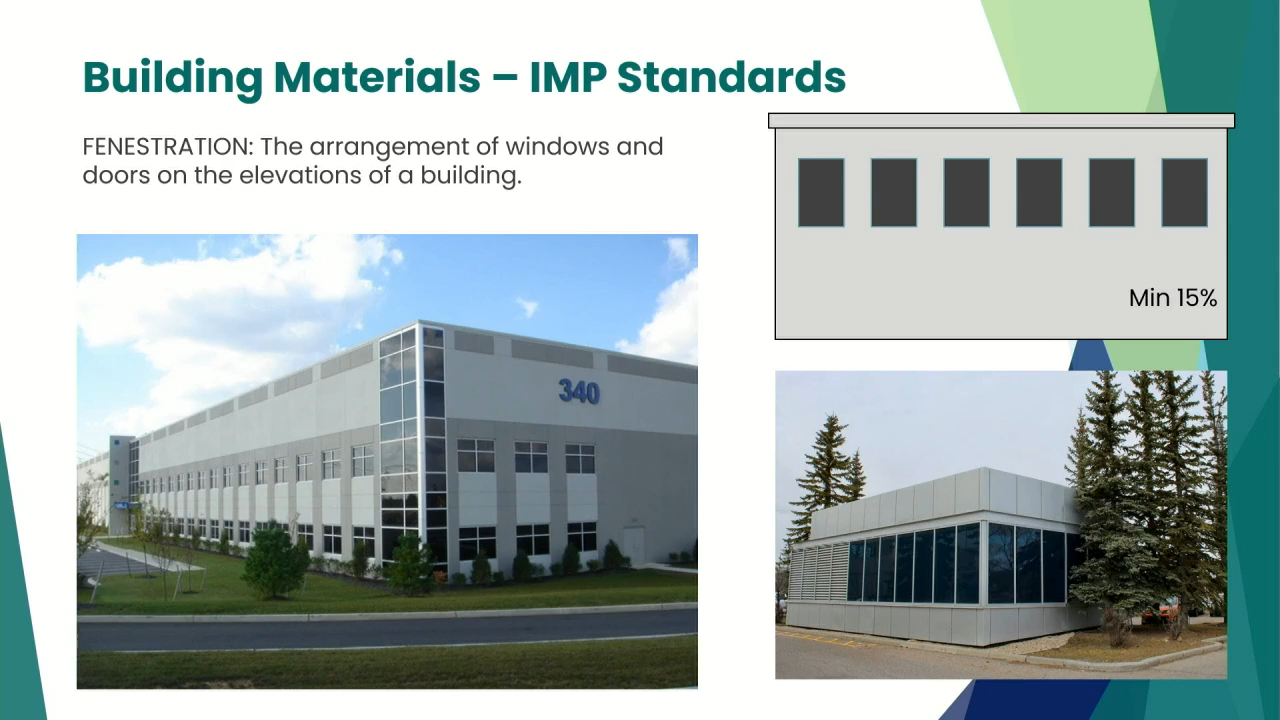 Building Materials – IMP Standards
FENESTRATION: The arrangement of windows and
doors on the elevations of a building.
Min 15%
340